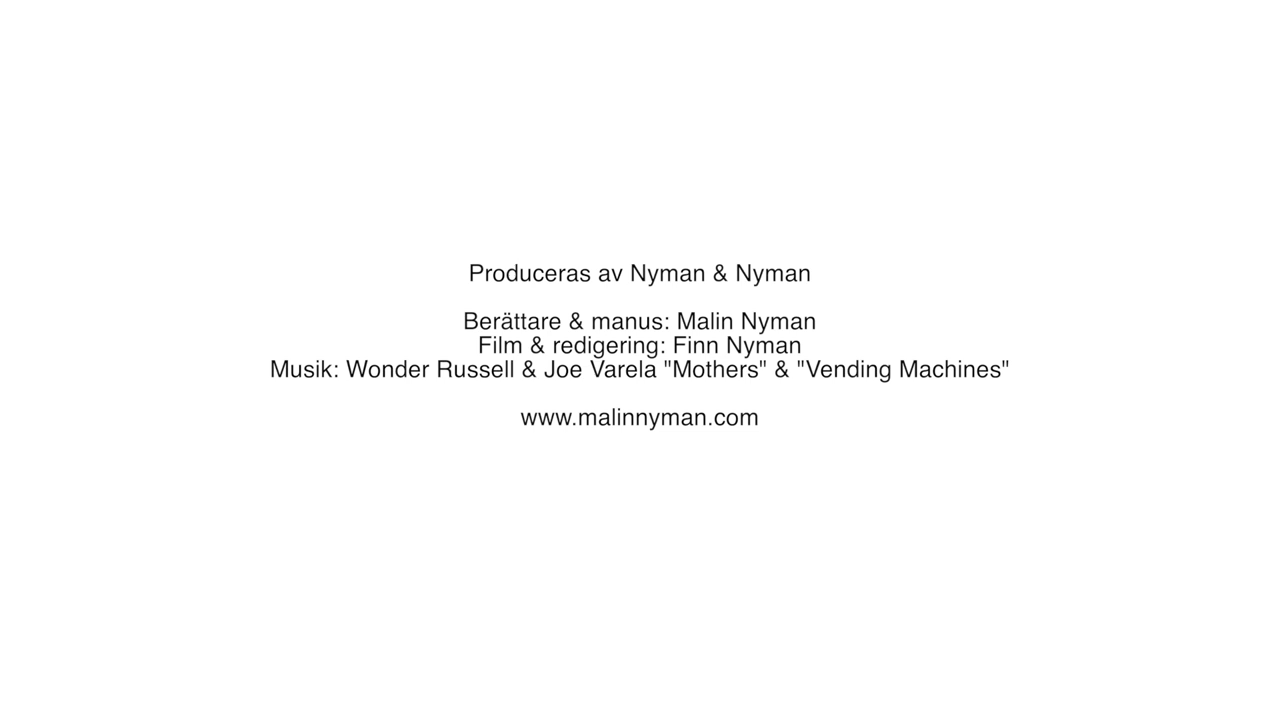 Produceras av Nyman & Nyman
Berättare & manus: Malin Nyman
Film & redigering: Finn Nyman
Musik: Wonder Russell & Joe Varela "Mothers" & "Vending Machines"
www.malinnyman.com